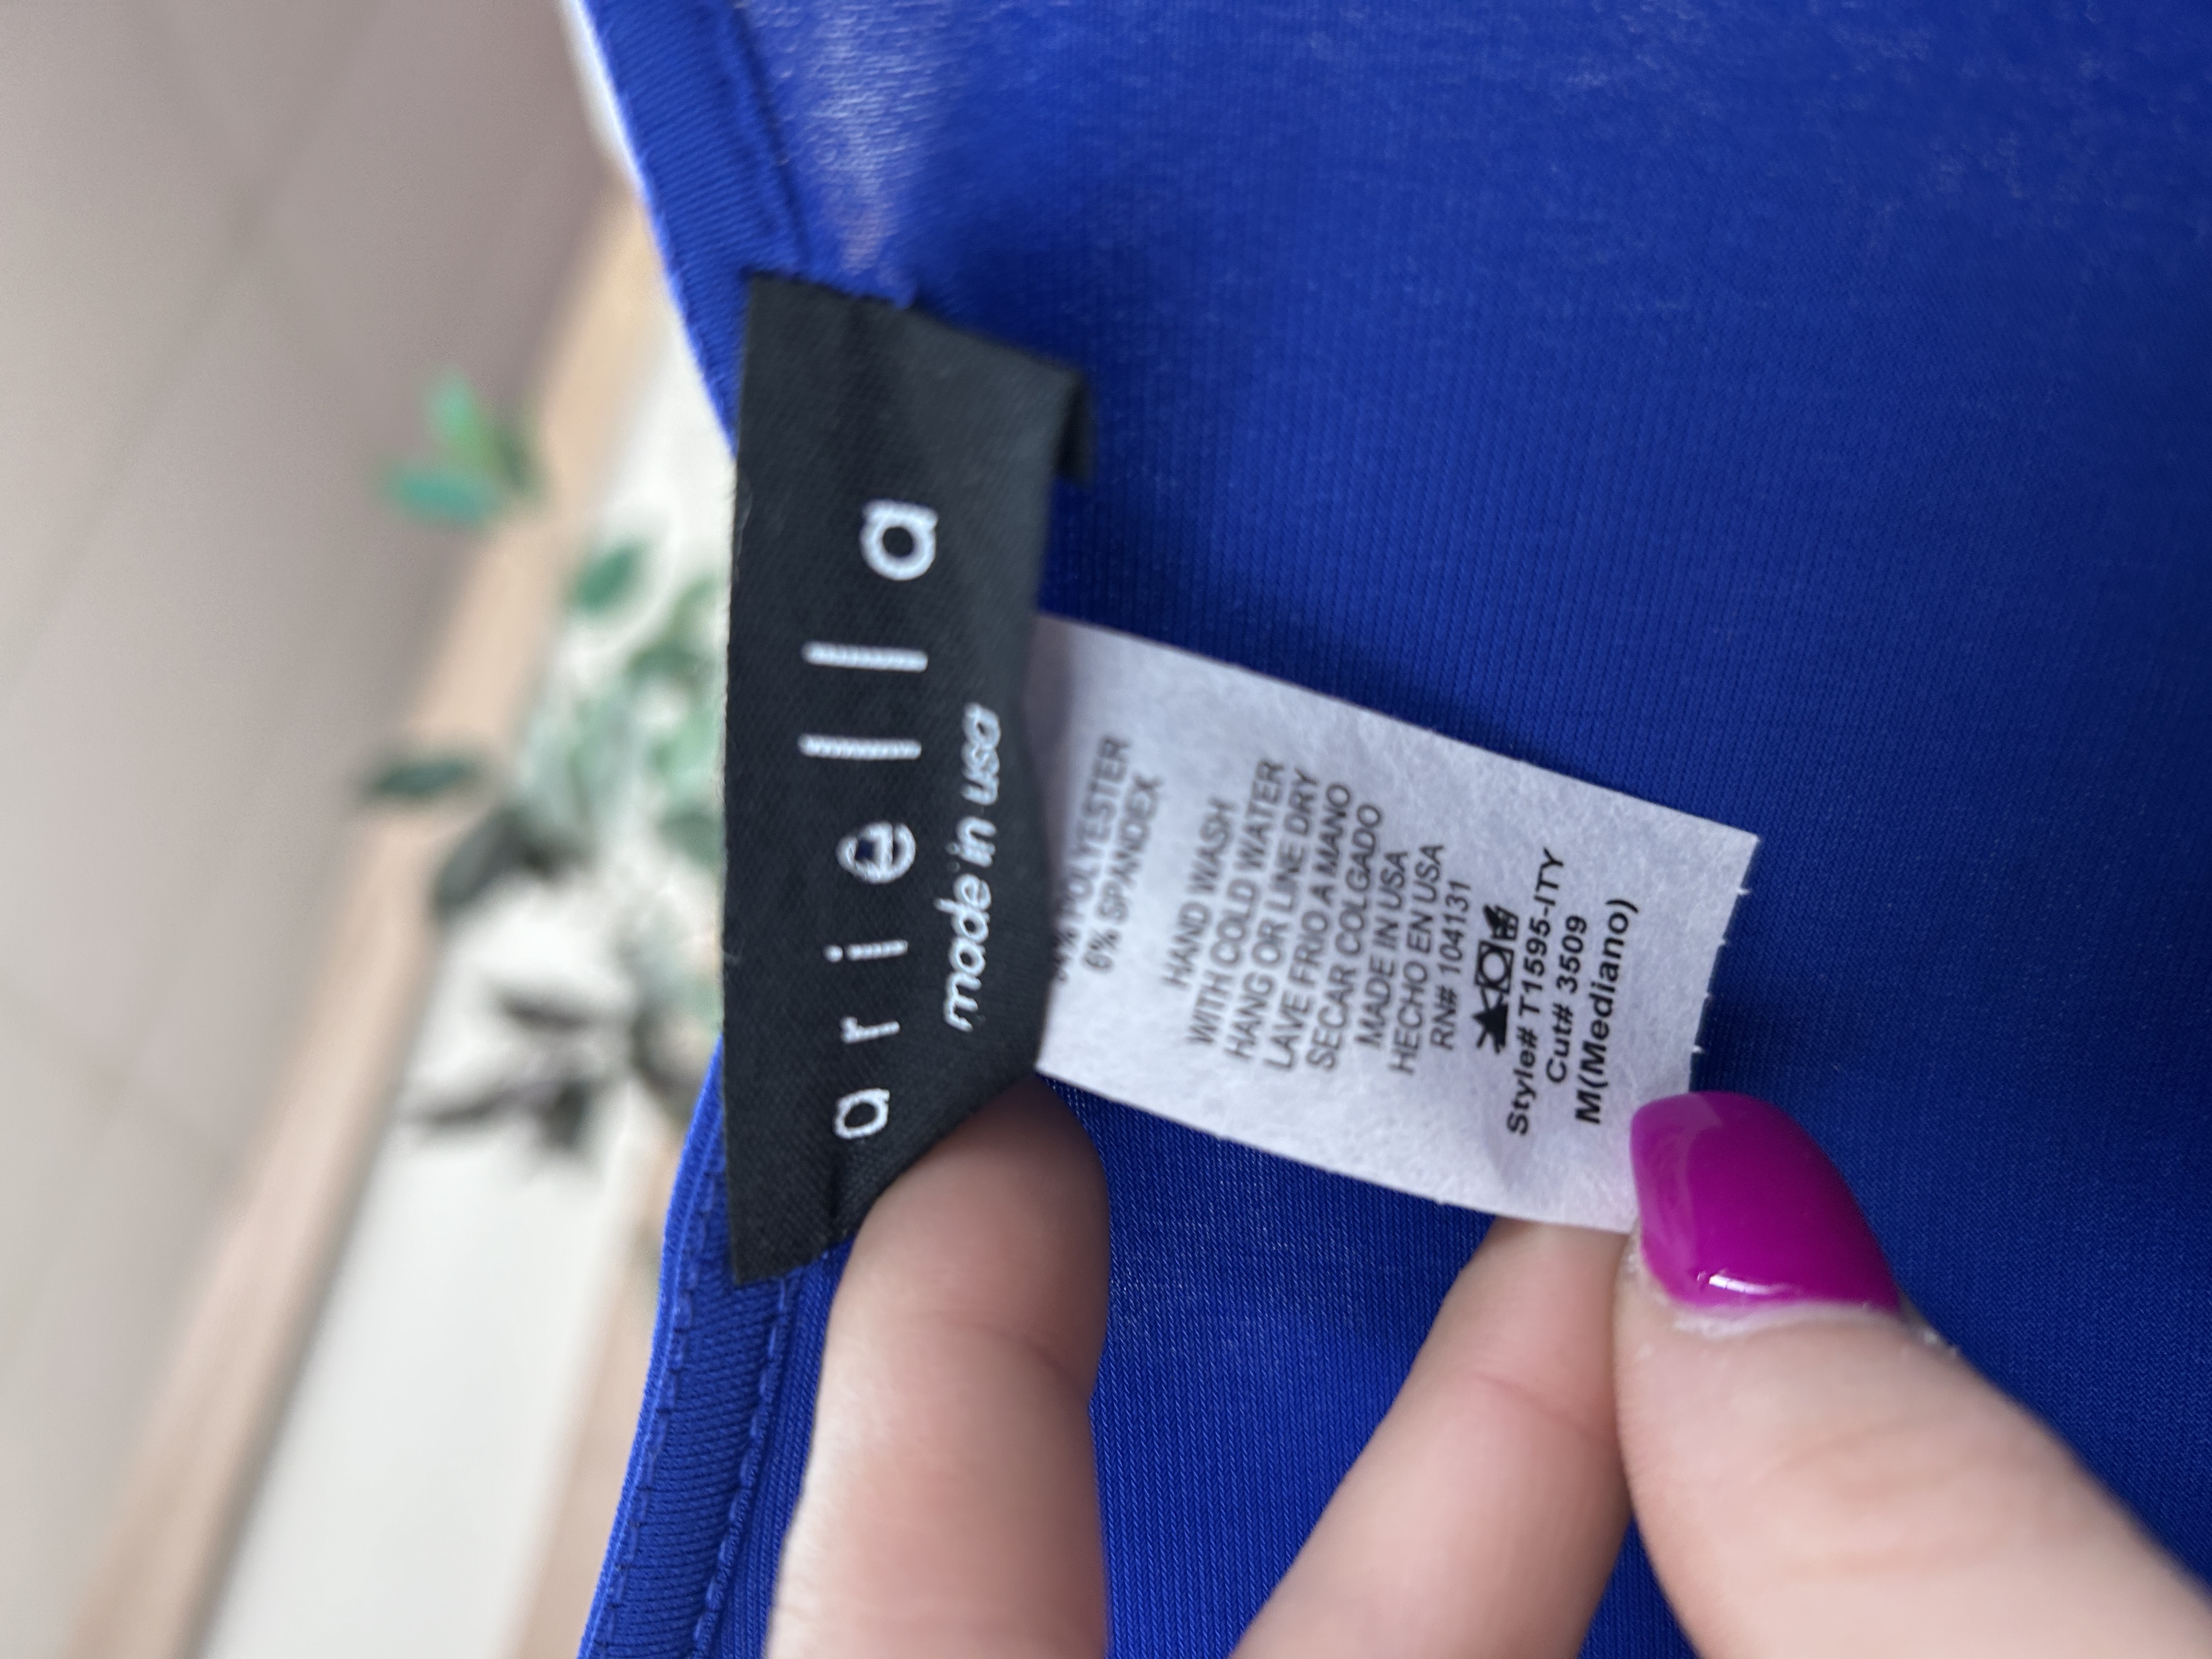 ariella
made in usa
POLYESTER
6% SPANDEX
HAND WASH
WITH COLD WATER
HANG OR LINE DRY
LAVE FRIO A MANO
SECAR COLGADO
MADE IN USA
HECHO EN USA
RN# 104131
Style# T1595-ITY
Cut# 3509
M(Mediano)